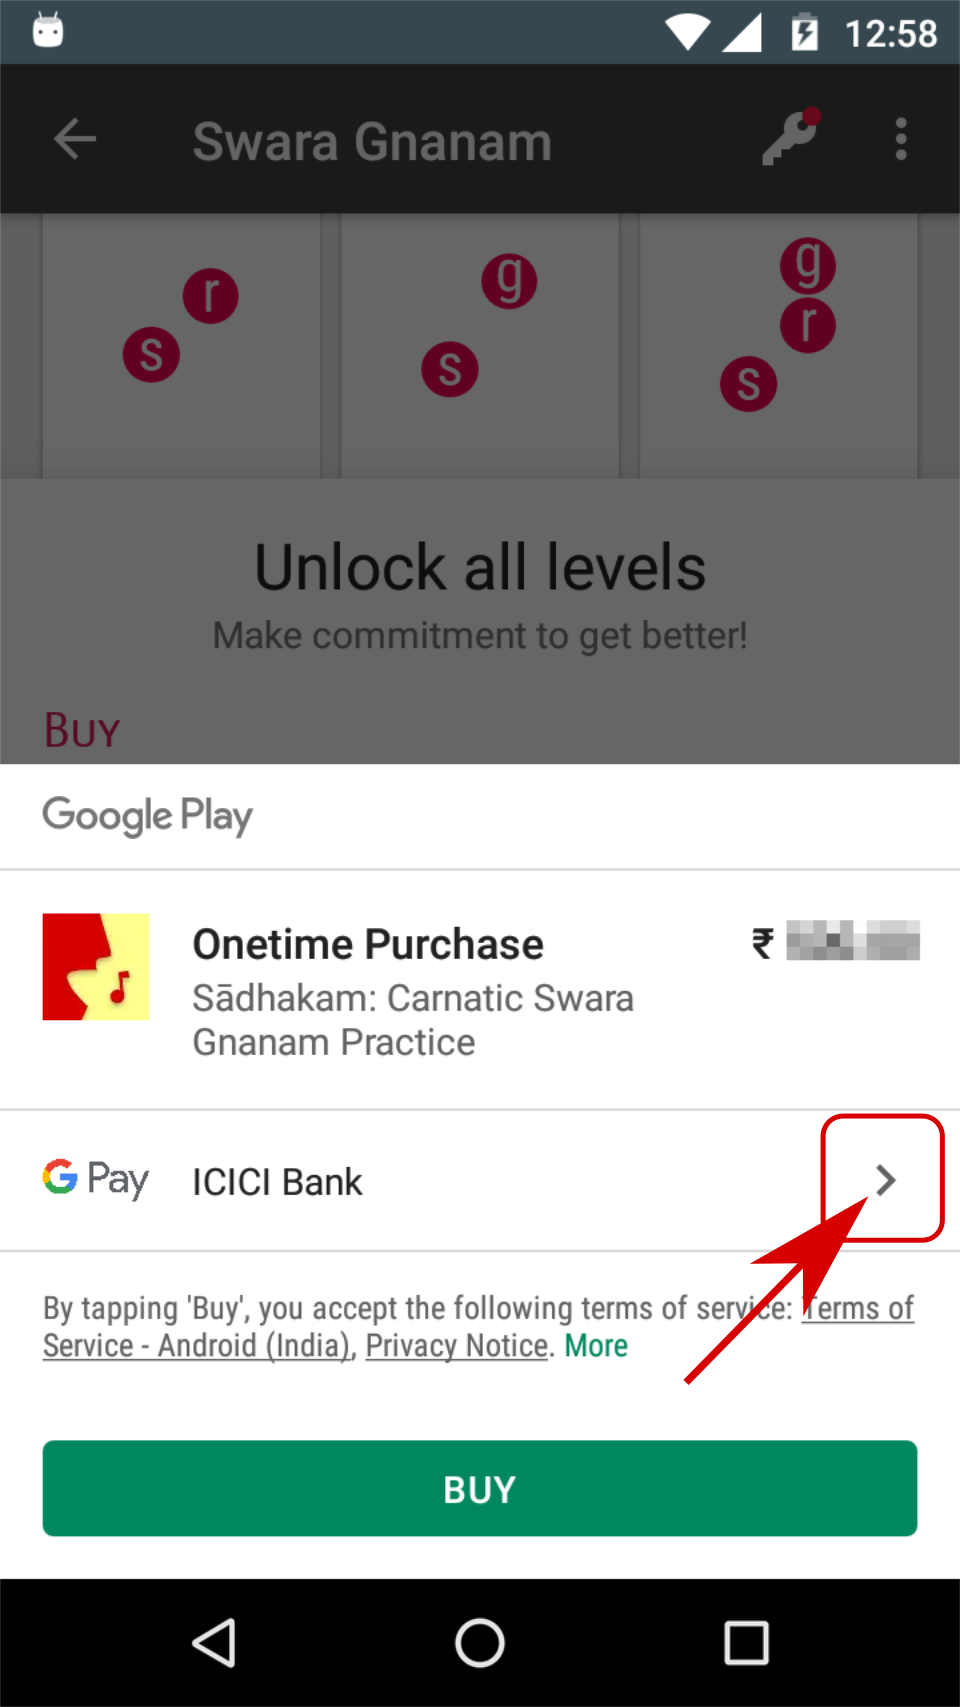 12:58
Swara Gnanam
r
s
g
s
g
r
s
Unlock all levels
Make commitment to get better!
BUY
Google Play
Onetime Purchase ₹
Sādhakam: Carnatic Swara
Gnanam Practice
G Pay ICICI Bank
By tapping 'Buy', you accept the following terms of service: Terms of
Service - Android (India), Privacy Notice. More
BUY